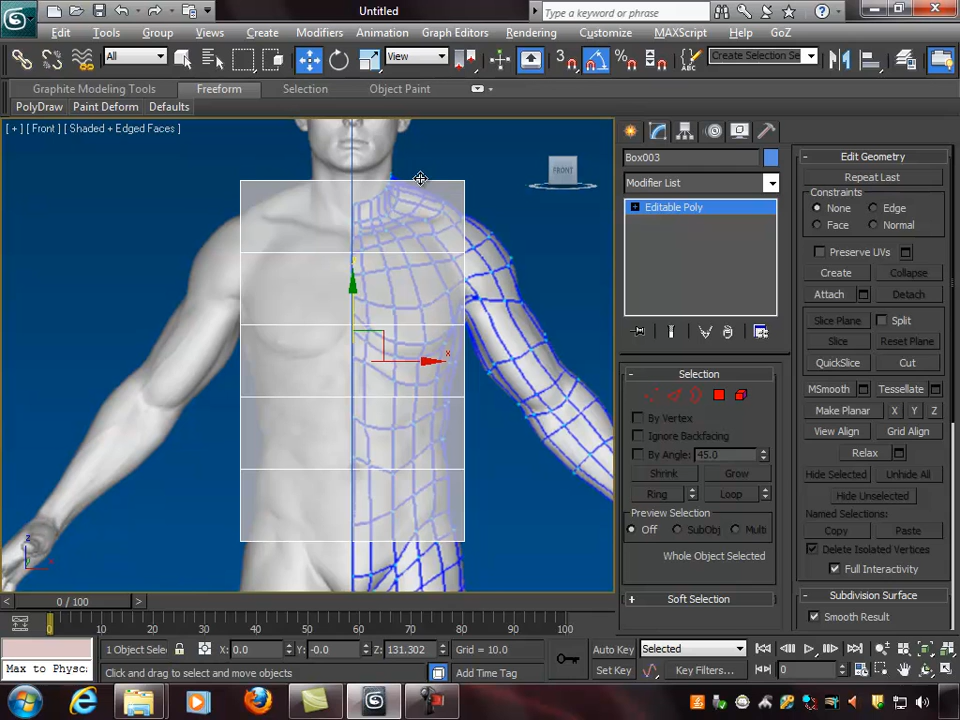 Untitled
Type a keyword or phrase
Edit Tools Group Views Create Modifiers Animation Graph Editors Rendering Customize MAXScript Help GoZ
All View 3 Create Selection Se
Graphite Modeling Tools Freeform Selection Object Paint
PolyDraw Paint Deform Defaults
[ + ] [ Front ] [ Shaded + Edged Faces ]
FRONT
x
z
Box003
Modifier List
Editable Poly
Selection
By Vertex
Ignore Backfacing
By Angle: 45.0
Shrink Grow
Ring Loop
Preview Selection
Off SubObj Multi
Whole Object Selected
Soft Selection
Edit Geometry
Repeat Last
Constraints
None Edge
Face Normal
Preserve UVs
Create Collapse
Attach Detach
Slice Plane Split
Slice Reset Plane
QuickSlice Cut
MSmooth Tessellate
Make Planar X Y Z
View Align Grid Align
Relax
Hide Selected Unhide All
Hide Unselected
Named Selections:
Copy Paste
Delete Isolated Vertices
Full Interactivity
Subdivision Surface
Smooth Result
0 / 100
0 10 20 30 40 50 60 70 80 90 100
1 Object Selec X: 0.0 Y: -0.0 Z: 131.302 Grid = 10.0 Auto Key Selected
Max to Physc Click and drag to select and move objects Add Time Tag Set Key Key Filters... 0